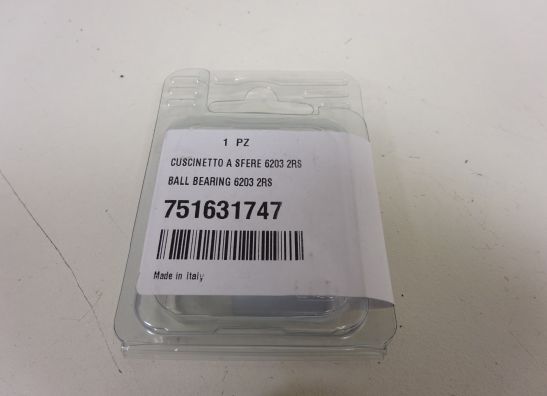 1 PZ
CUSCINETTO A SFERE 6203 2RS
BALL BEARING 6203 2RS
751631747
Made in Italy